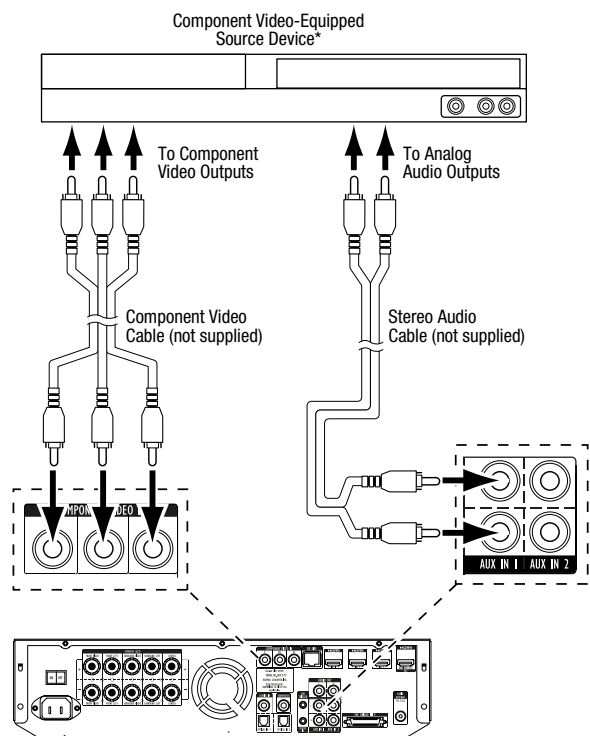 Component Video-Equipped
Source Device*
To Component
Video Outputs
To Analog
Audio Outputs
Component Video
Cable (not supplied)
Stereo Audio
Cable (not supplied)
AUX IN 1 AUX IN 2